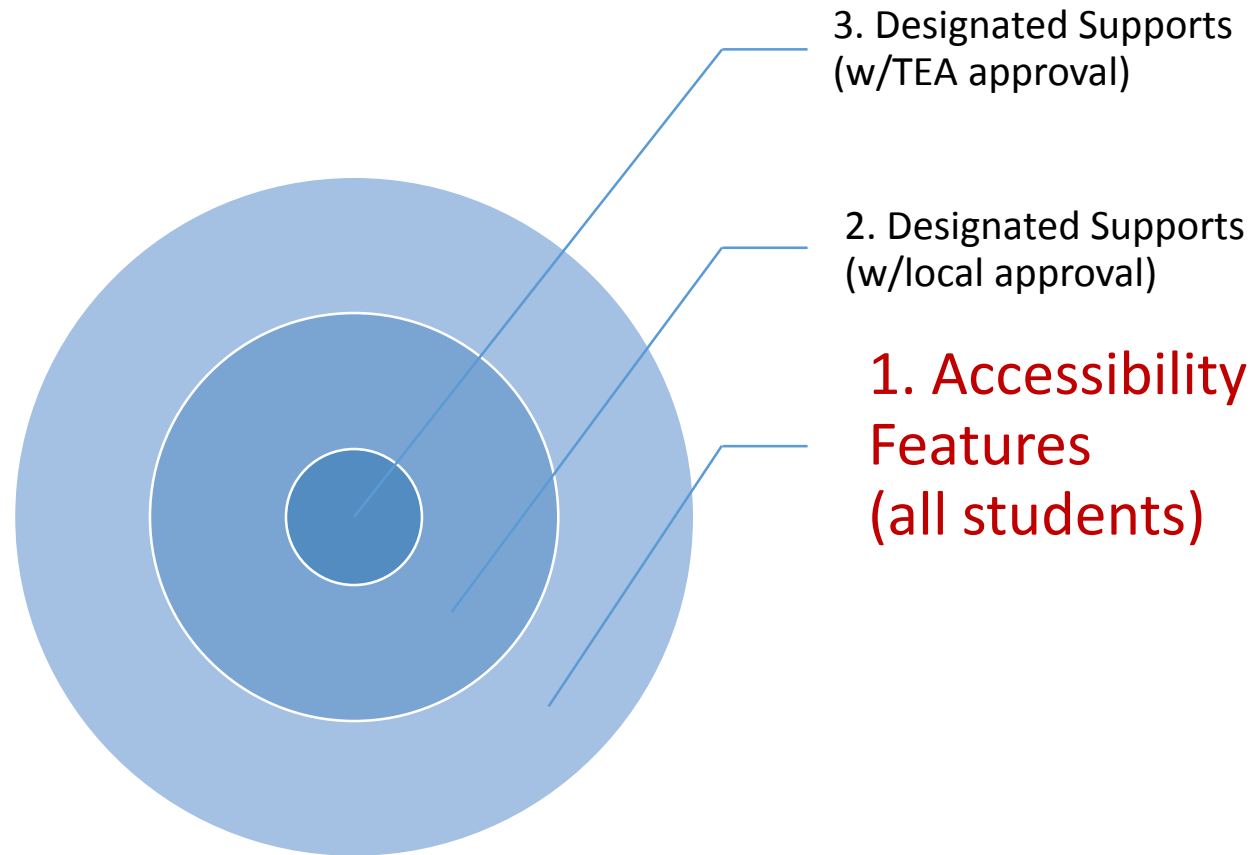 3. Designated Supports
(w/TEA approval)
2. Designated Supports
(w/local approval)
1. Accessibility
Features
(all students)